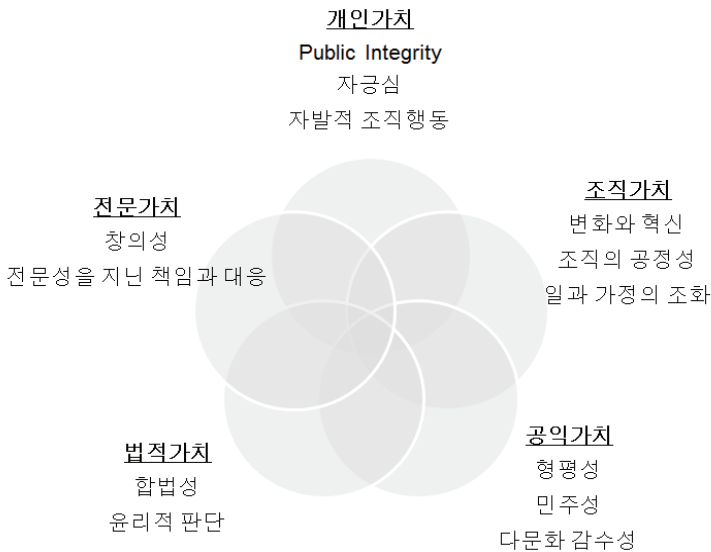 개인가치
Public Integrity
자긍심
자발적 조직행동
전문가치
창의성
전문성을 지닌 책임과 대응
조직가치
변화와 혁신
조직의 공정성
일과 가정의 조화
법적가치
합법성
윤리적 판단
공익가치
형평성
민주성
다문화 감수성